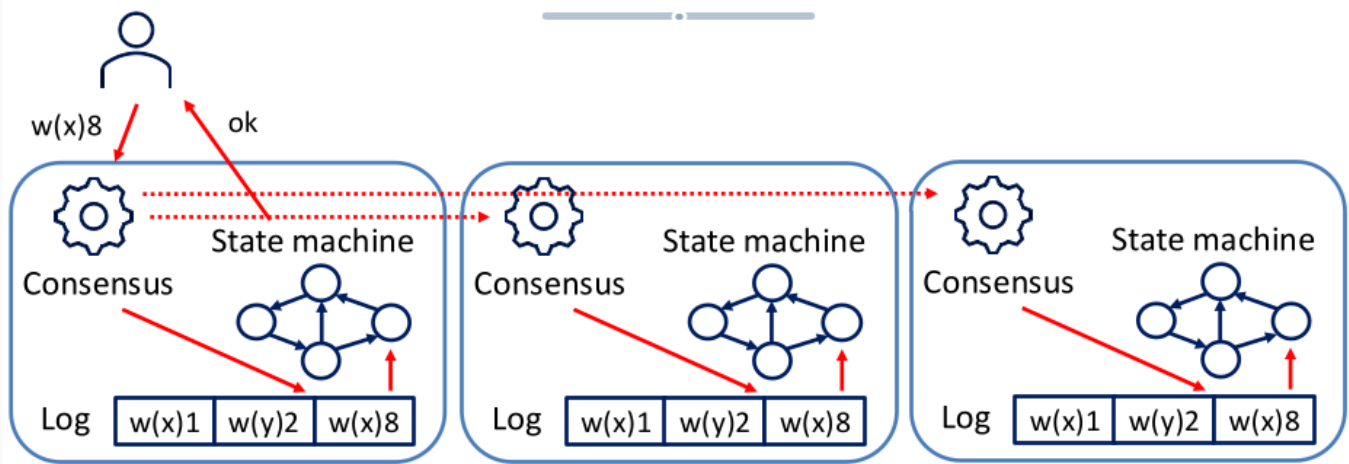 w(x)8
ok
State machine
Consensus
Log w(x)1 w(y)2 w(x)8
State machine
Consensus
Log w(x)1 w(y)2 w(x)8
State machine
Consensus
Log w(x)1 w(y)2 w(x)8